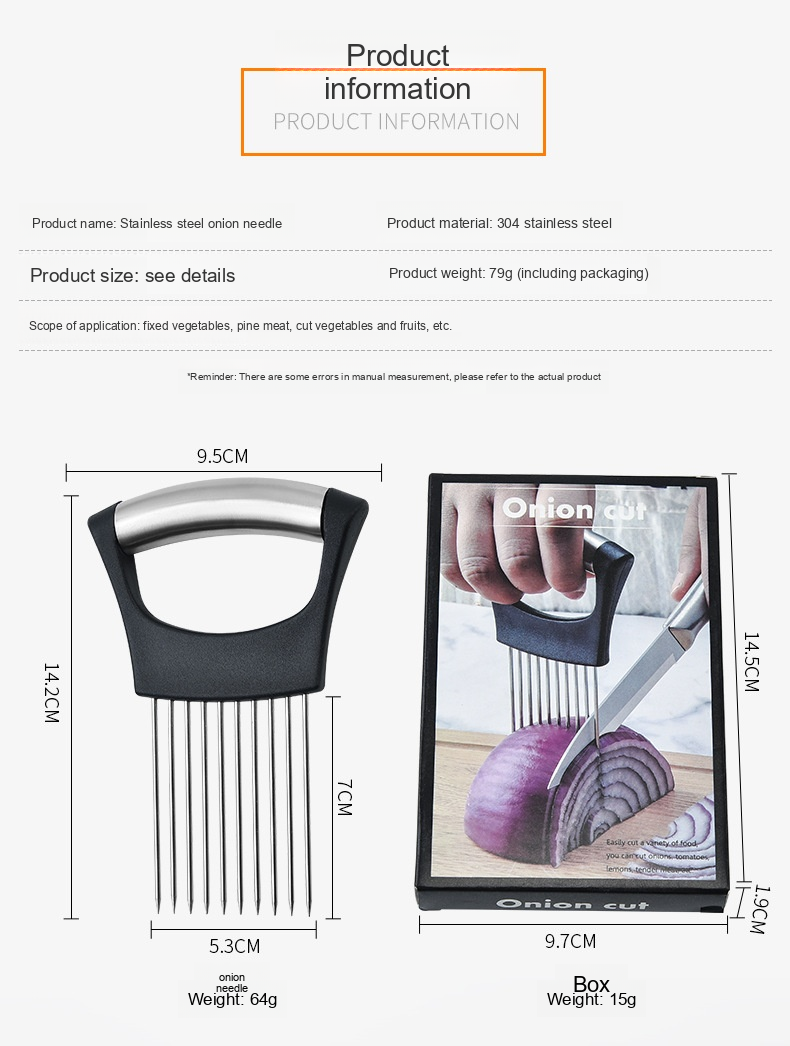 Product
information
PRODUCT INFORMATION
Product name: Stainless steel onion needle
Product material: 304 stainless steel
Product size: see details
Product weight: 79g (including packaging)
Scope of application: fixed vegetables, pine meat, cut vegetables and fruits, etc.
*Reminder: There are some errors in manual measurement, please refer to the actual product
9.5CM
14.2CM
7CM
5.3CM
onion
needle
Weight: 64g
Onion cut
Easily cut a variety of food,
you can cut onions, tomatoes,
lemons, tender meat
Onion cut
14.5CM
1.9CM
9.7CM
Box
Weight: 15g